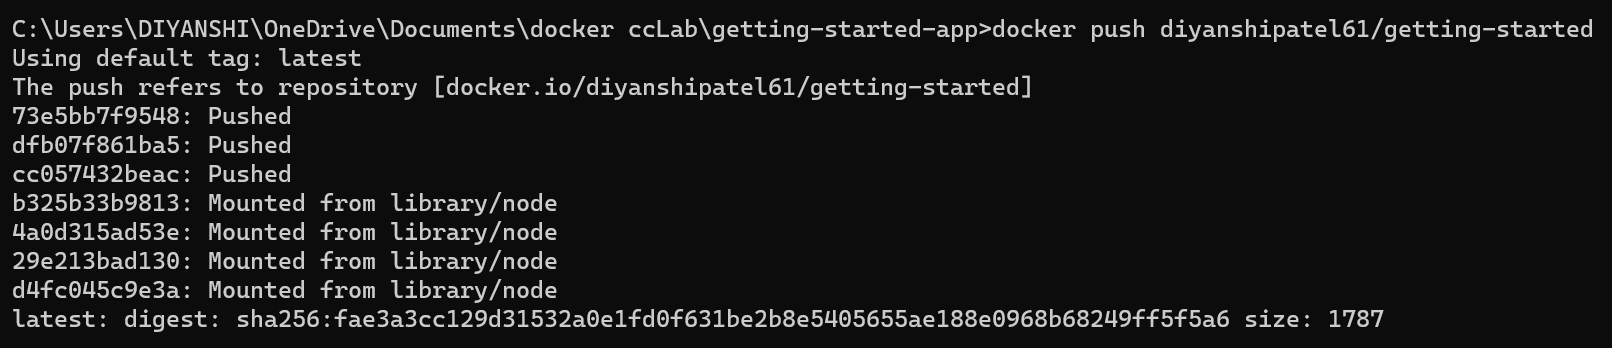 C:\Users\DIYANSHI\OneDrive\Documents\docker ccLab\getting-started-app>docker push diyanshipatel61/getting-started
Using default tag: latest
The push refers to repository [docker.io/diyanshipatel61/getting-started]
73e5bb7f9548: Pushed
dfb07f861ba5: Pushed
cc057432beac: Pushed
b325b33b9813: Mounted from library/node
4a0d315ad53e: Mounted from library/node
29e213bad130: Mounted from library/node
d4fc045c9e3a: Mounted from library/node
latest: digest: sha256:fae3a3cc129d31532a0e1fd0f631be2b8e5405655ae188e0968b68249ff5f5a6 size: 1787